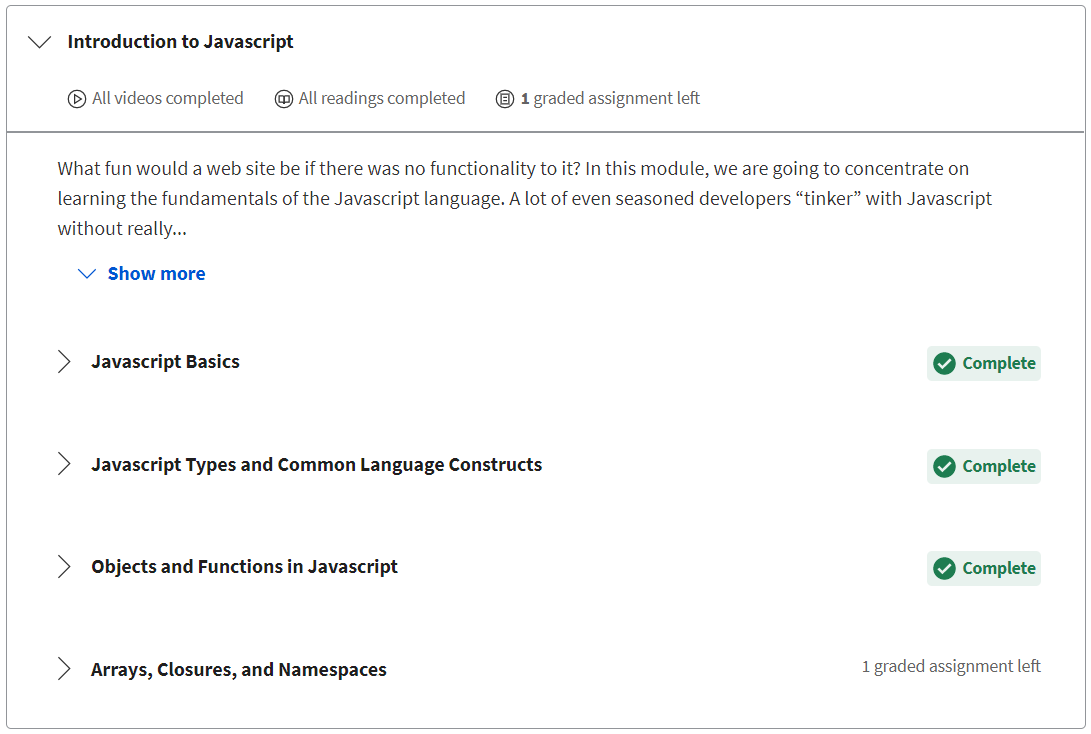 Introduction to Javascript
All videos completed All readings completed 1 graded assignment left
What fun would a web site be if there was no functionality to it? In this module, we are going to concentrate on
learning the fundamentals of the Javascript language. A lot of even seasoned developers “tinker” with Javascript
without really...
Show more
Javascript Basics Complete
Javascript Types and Common Language Constructs Complete
Objects and Functions in Javascript Complete
Arrays, Closures, and Namespaces 1 graded assignment left